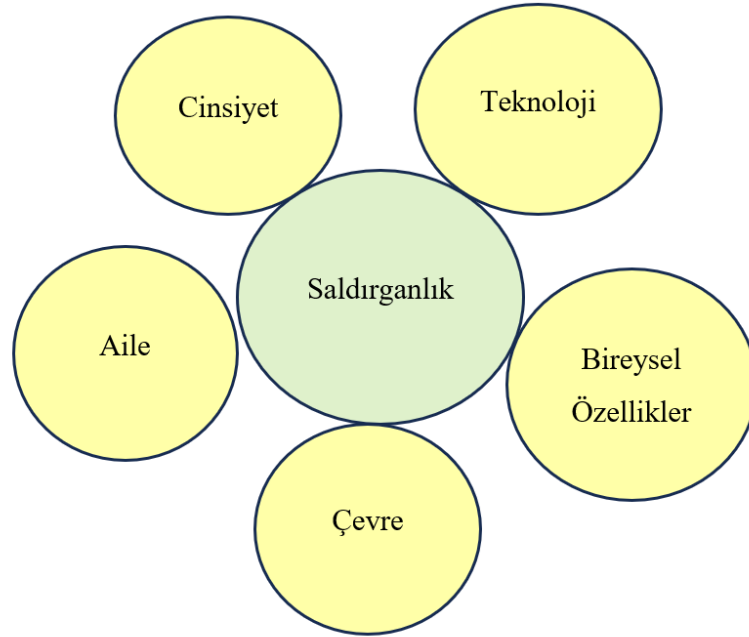 Cinsiyet
Teknoloji
Saldırganlık
Aile
Bireysel
Özellikler
Çevre